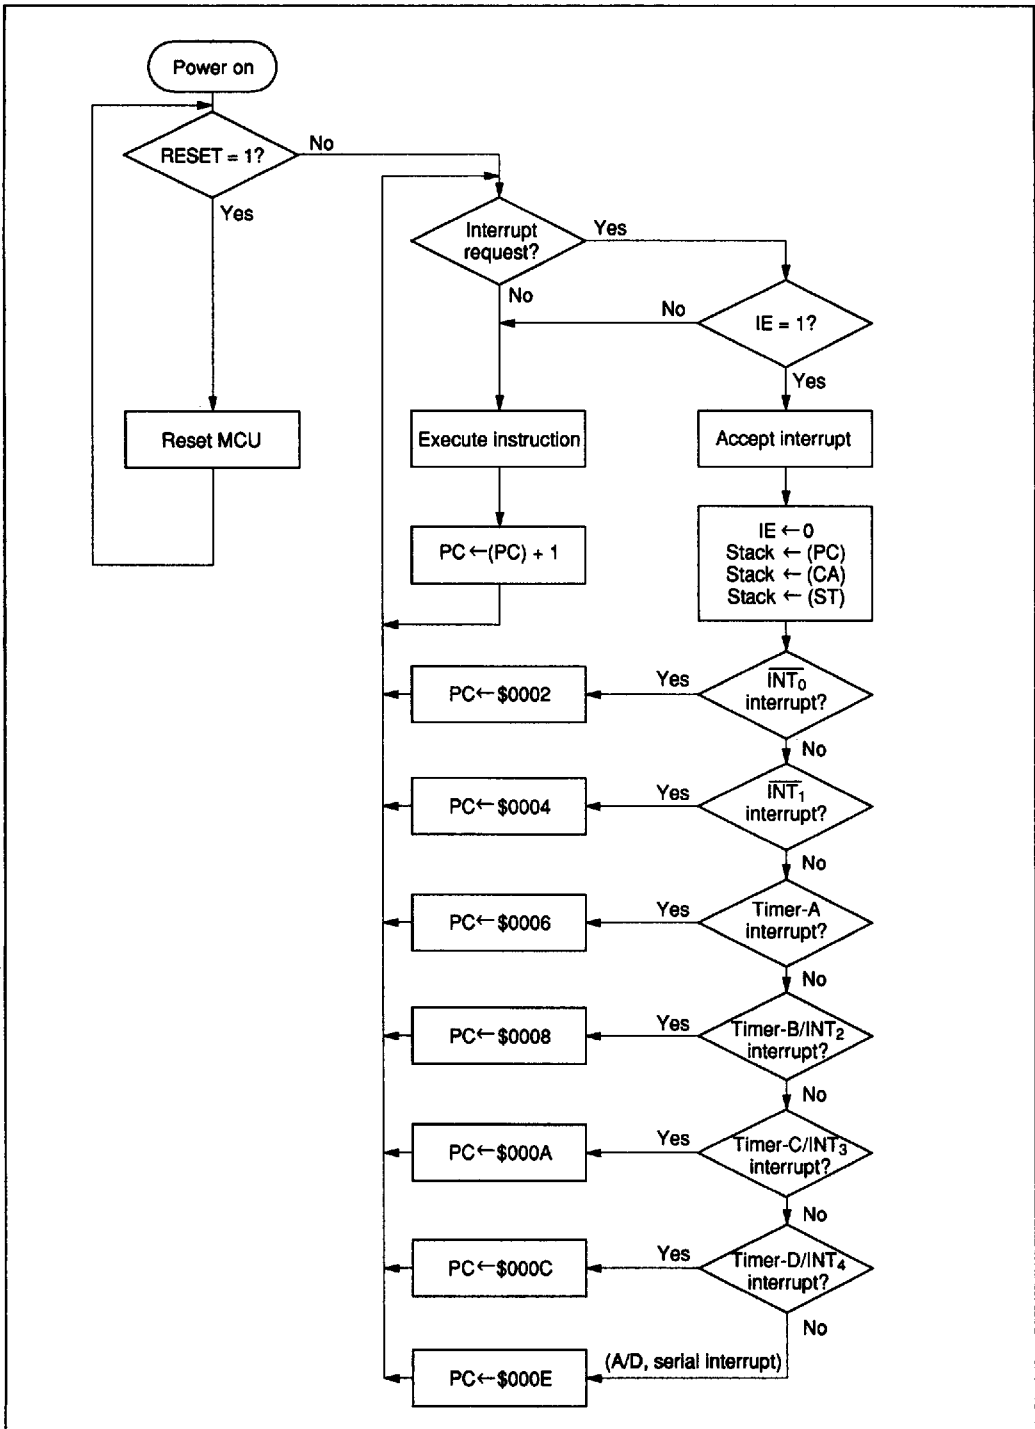 Power on
RESET = 1?
No
Yes
Interrupt
request?
Yes
No
No
IE = 1?
Yes
Reset MCU
Execute instruction
Accept interrupt
PC ← (PC) + 1
IE ← 0
Stack ← (PC)
Stack ← (CA)
Stack ← (ST)
PC ← $0002
Yes
I̅N̅T̅₀
interrupt?
No
PC ← $0004
Yes
I̅N̅T̅₁
interrupt?
No
PC ← $0006
Yes
Timer-A
interrupt?
No
PC ← $0008
Yes
Timer-B/INT₂
interrupt?
No
PC ← $000A
Yes
Timer-C/INT₃
interrupt?
No
PC ← $000C
Yes
Timer-D/INT₄
interrupt?
No
PC ← $000E
(A/D, serial interrupt)